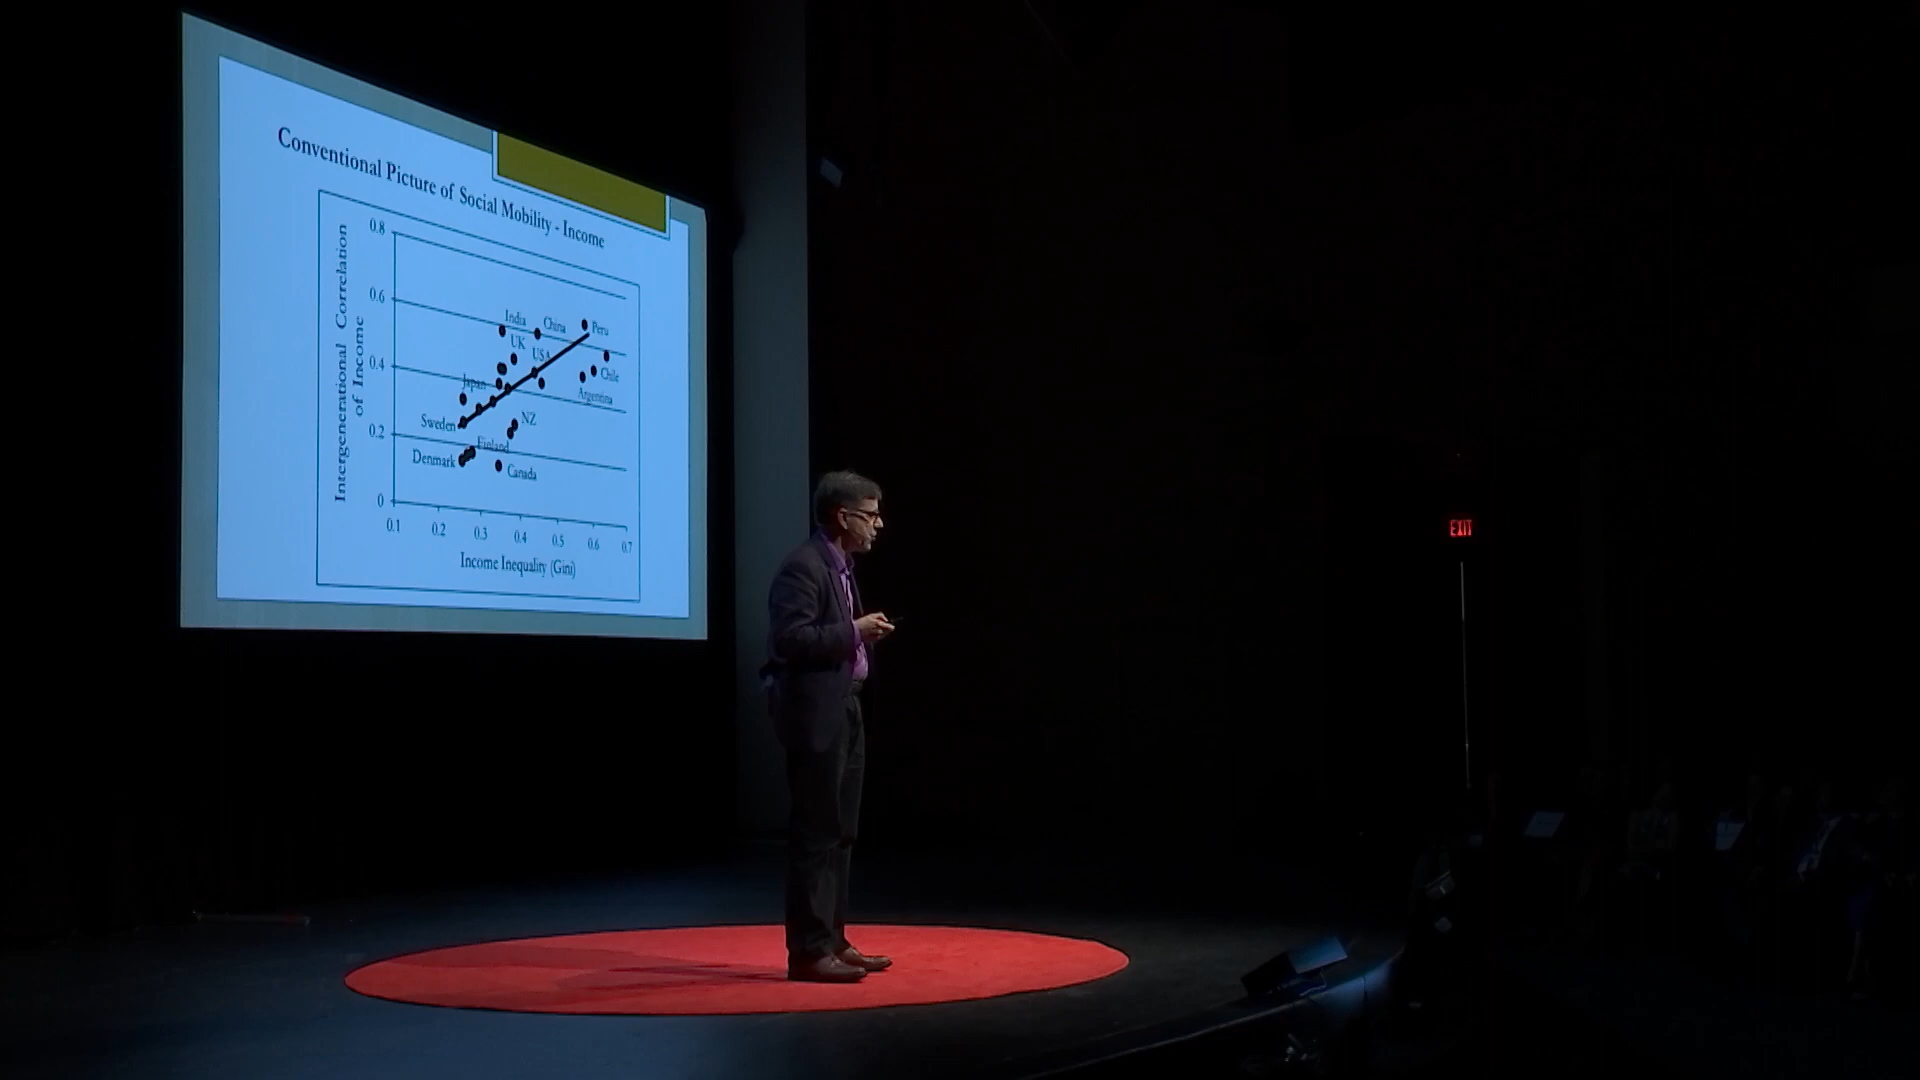 Conventional Picture of Social Mobility - Income
Intergenerational Correlation
of Income
0.8
0.6
0.4
0.2
0
India
China
Peru
UK
USA
Chile
Japan
Argentina
Sweden
NZ
Finland
Denmark
Canada
0.1 0.2 0.3 0.4 0.5 0.6 0.7
Income Inequality (Gini)
EXIT